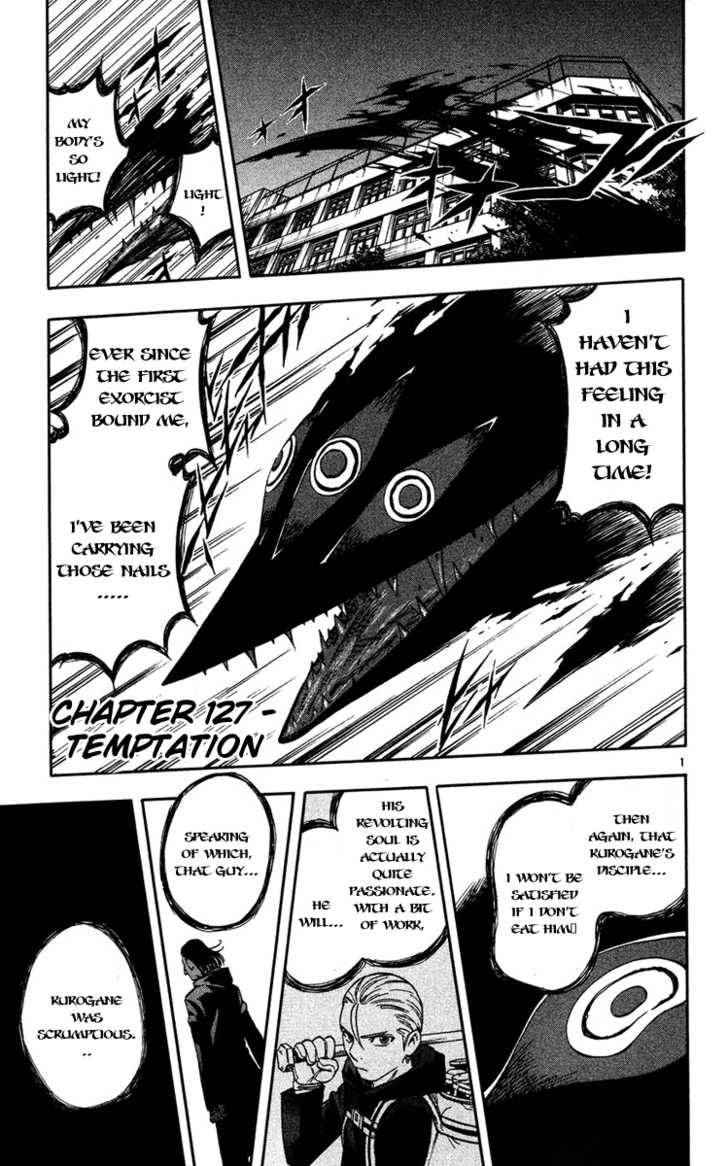 LIGHT
!
MY
BODY'S
SO
LIGHT!
I
HAVEN'T
HAD THIS
FEELING
IN A
LONG
TIME!
EVER SINCE
THE FIRST
EXORCIST
BOUND ME,
I'VE BEEN
CARRYING
THOSE NAILS
.....
CHAPTER 127 -
TEMPTATION
1
THEN
AGAIN, THAT
KUROGANE'S
DISCIPLE...
I WON'T BE
SATISFIED
IF I DON'T
EAT HIM
HIS
REVOLTING
SOUL IS
ACTUALLY
QUITE
PASSIONATE.
WITH A BIT
OF WORK,
HE
WILL...
SPEARING
OF WHICH,
THAT GUY...
KUROGANE
WAS
SCRUMPTIOUS.
..